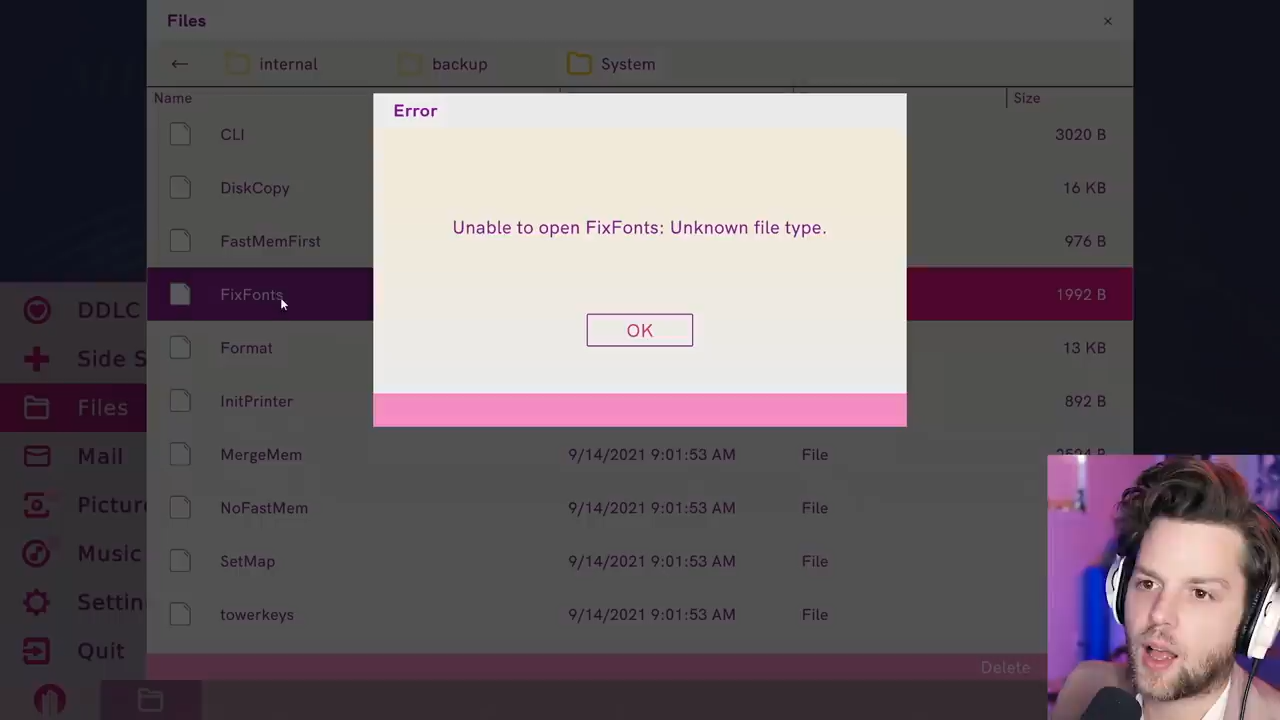 Files
×
← internal backup System
Name Size
CLI 3020 B
DiskCopy 16 KB
FastMemFirst 976 B
FixFonts 1992 B
Format 13 KB
InitPrinter 892 B
MergeMem 9/14/2021 9:01:53 AM File
NoFastMem 9/14/2021 9:01:53 AM File
SetMap 9/14/2021 9:01:53 AM File
towerkeys 9/14/2021 9:01:53 AM File
Delete
Error
Unable to open FixFonts: Unknown file type.
OK
DDLC
Side S
Files
Mail
Pictur
Music
Settin
Quit